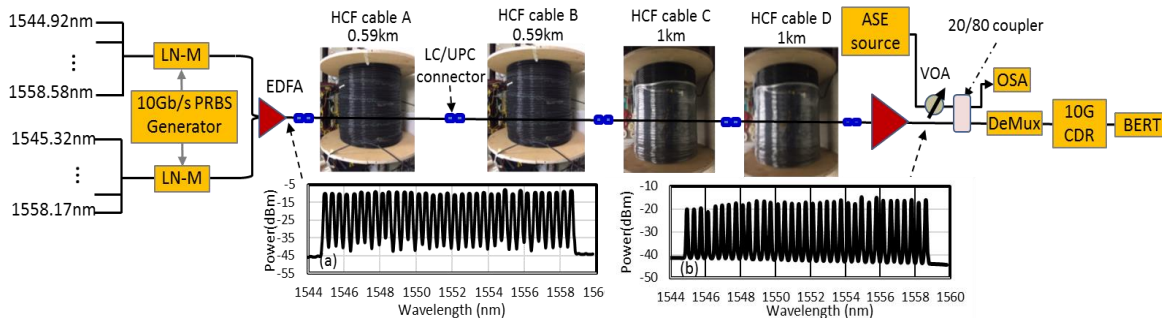 1544.92nm
⋮
1558.58nm
1545.32nm
⋮
1558.17nm
LN-M
10Gb/s PRBS
Generator
LN-M
EDFA
HCF cable A
0.59km
LC/UPC
connector
HCF cable B
0.59km
HCF cable C
1km
HCF cable D
1km
ASE
source
20/80 coupler
VOA
OSA
DeMux
10G
CDR
BERT
Power(dBm)
-5
-15
-25
-35
-45
-55
(a)
1544 1546 1548 1550 1552 1554 1556 1558 156
Wavelength (nm)
Power(dBm)
-10
-20
-30
-40
-50
(b)
1544 1546 1548 1550 1552 1554 1556 1558 1560
Wavelength (nm)